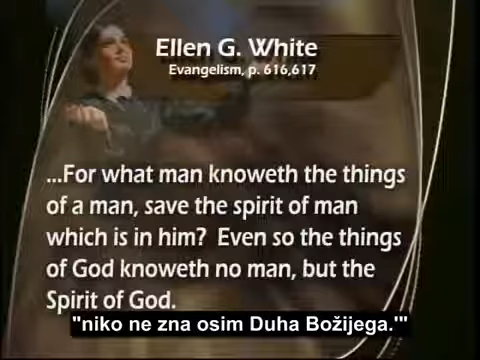 Ellen G. White
Evangelism, p. 616,617
...For what man knoweth the things
of a man, save the spirit of man
which is in him?  Even so the things
of God knoweth no man, but the
Spirit of God.
"niko ne zna osim Duha Božijega.'"